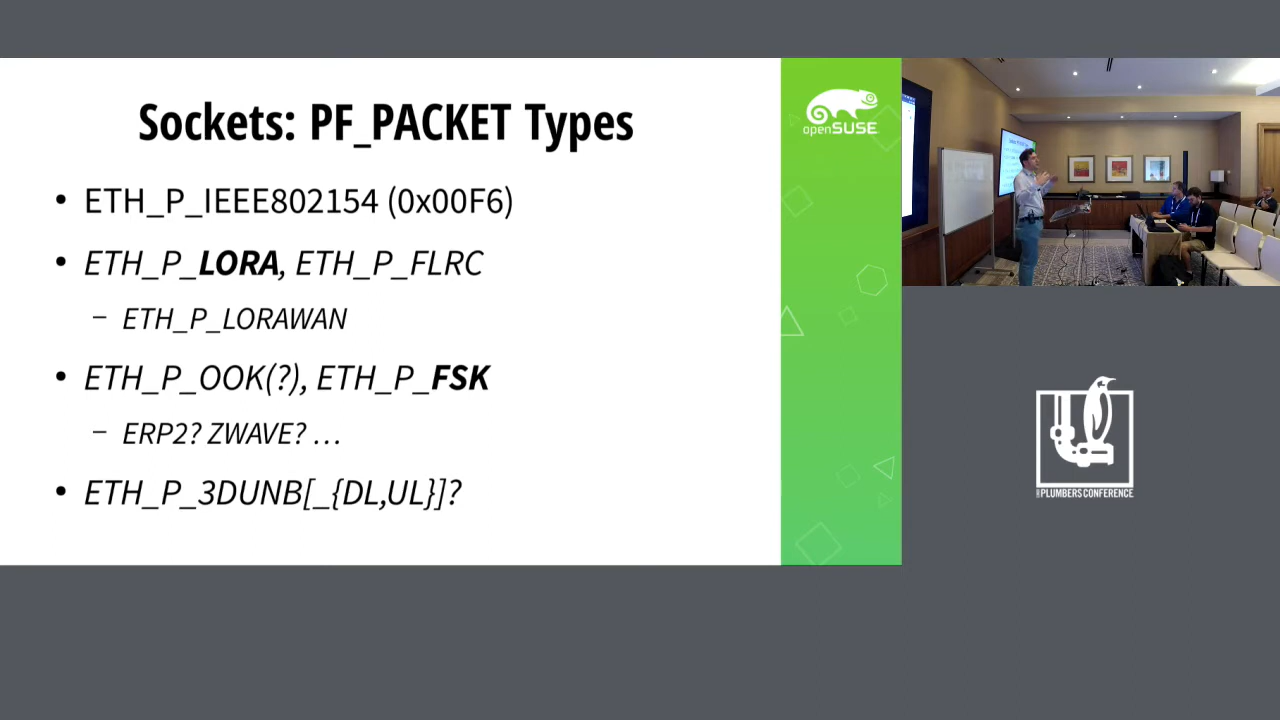 Sockets: PF_PACKET Types
• ETH_P_IEEE802154 (0x00F6)
• ETH_P_LORA, ETH_P_FLRC
– ETH_P_LORAWAN
• ETH_P_OOK(?), ETH_P_FSK
– ERP2? ZWAVE? …
• ETH_P_3DUNB[_{DL,UL}]?
openSUSE
PLUMBERS CONFERENCE